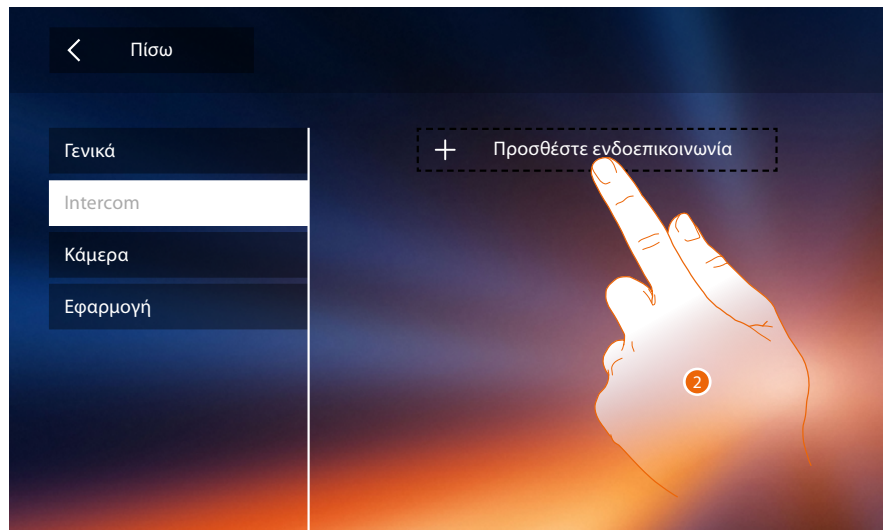 Πίσω
Γενικά
Intercom
Κάμερα
Εφαρμογή
Προσθέστε ενδοεπικοινωνία
2